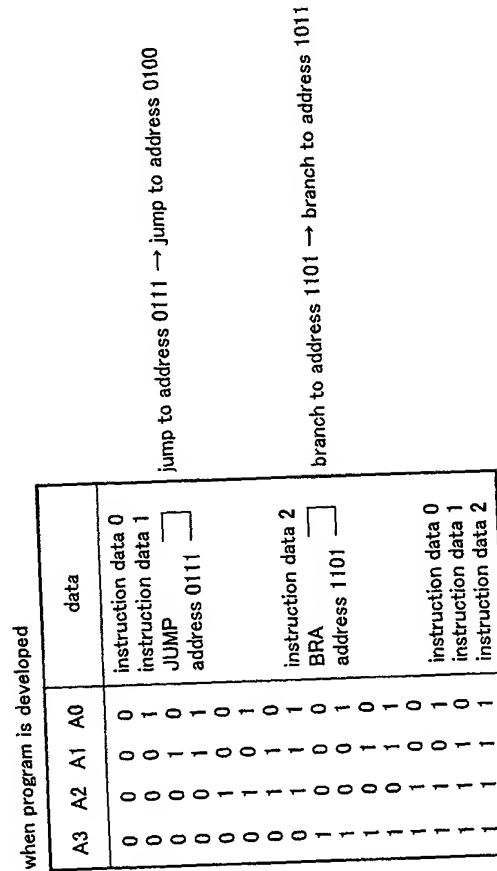 when program is developed
A3 A2 A1 A0 data
0 0 0 0 instruction data 0
0 0 0 1 instruction data 1
0 0 1 0 JUMP jump to address 0111 → jump to address 0100
0 0 1 1 address 0111
0 1 0 0
0 1 0 1
0 1 1 0
0 1 1 1 instruction data 2
1 0 0 0 BRA branch to address 1101 → branch to address 1011
1 0 0 1 address 1101
1 0 1 0
1 0 1 1
1 1 0 0
1 1 0 1 instruction data 0
1 1 1 0 instruction data 1
1 1 1 1 instruction data 2